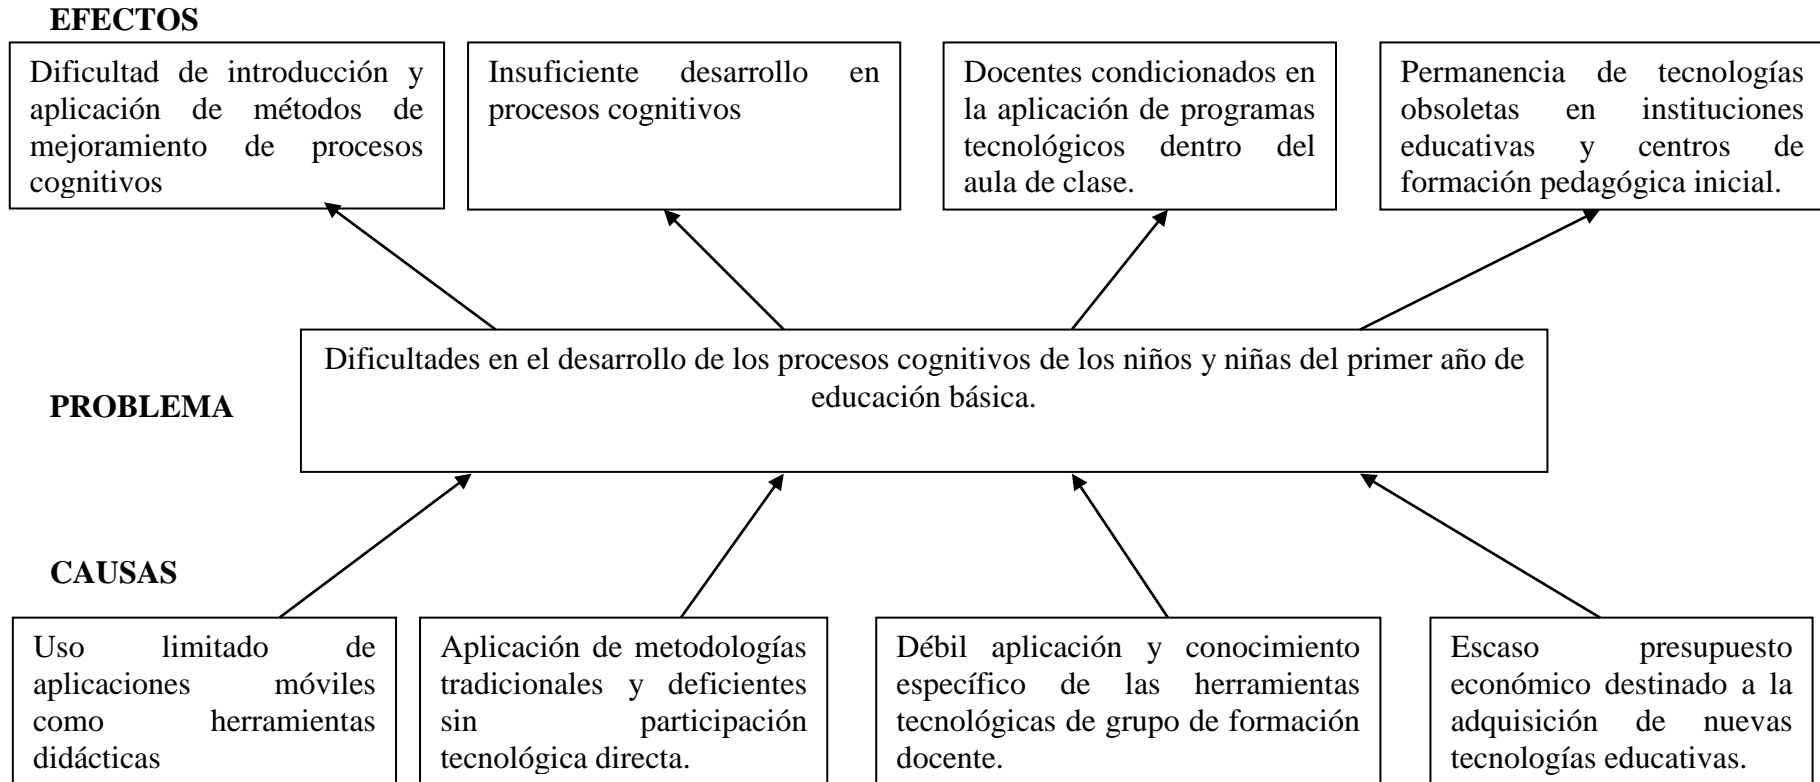 EFECTOS
Dificultad de introducción y
aplicación de métodos de
mejoramiento de procesos
cognitivos
Insuficiente desarrollo en
procesos cognitivos
Docentes condicionados en
la aplicación de programas
tecnológicos dentro del
aula de clase.
Permanencia de tecnologías
obsoletas en instituciones
educativas y centros de
formación pedagógica inicial.
Dificultades en el desarrollo de los procesos cognitivos de los niños y niñas del primer año de
educación básica.
PROBLEMA
CAUSAS
Uso limitado de
aplicaciones móviles
como herramientas
didácticas
Aplicación de metodologías
tradicionales y deficientes
sin participación
tecnológica directa.
Débil aplicación y conocimiento
específico de las herramientas
tecnológicas de grupo de formación
docente.
Escaso presupuesto
económico destinado a la
adquisición de nuevas
tecnologías educativas.